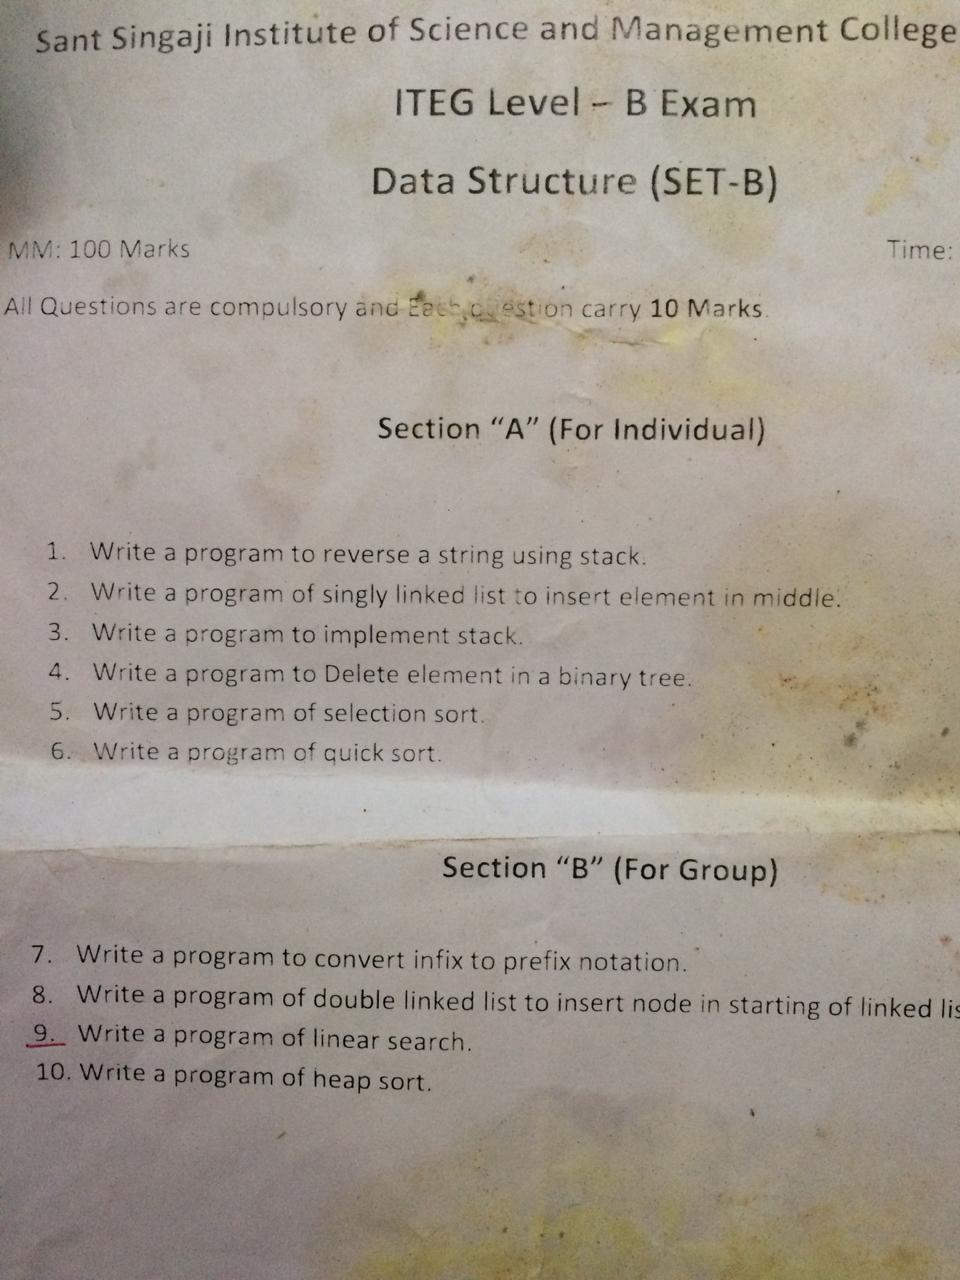 Sant Singaji Institute of Science and Management College
ITEG Level – B Exam
Data Structure (SET-B)
MM: 100 Marks Time:
All Questions are compulsory and Each question carry 10 Marks.
Section “A” (For Individual)
1. Write a program to reverse a string using stack.
2. Write a program of singly linked list to insert element in middle.
3. Write a program to implement stack.
4. Write a program to Delete element in a binary tree.
5. Write a program of selection sort.
6. Write a program of quick sort.
Section “B” (For Group)
7. Write a program to convert infix to prefix notation.
8. Write a program of double linked list to insert node in starting of linked lis
9. Write a program of linear search.
10. Write a program of heap sort.